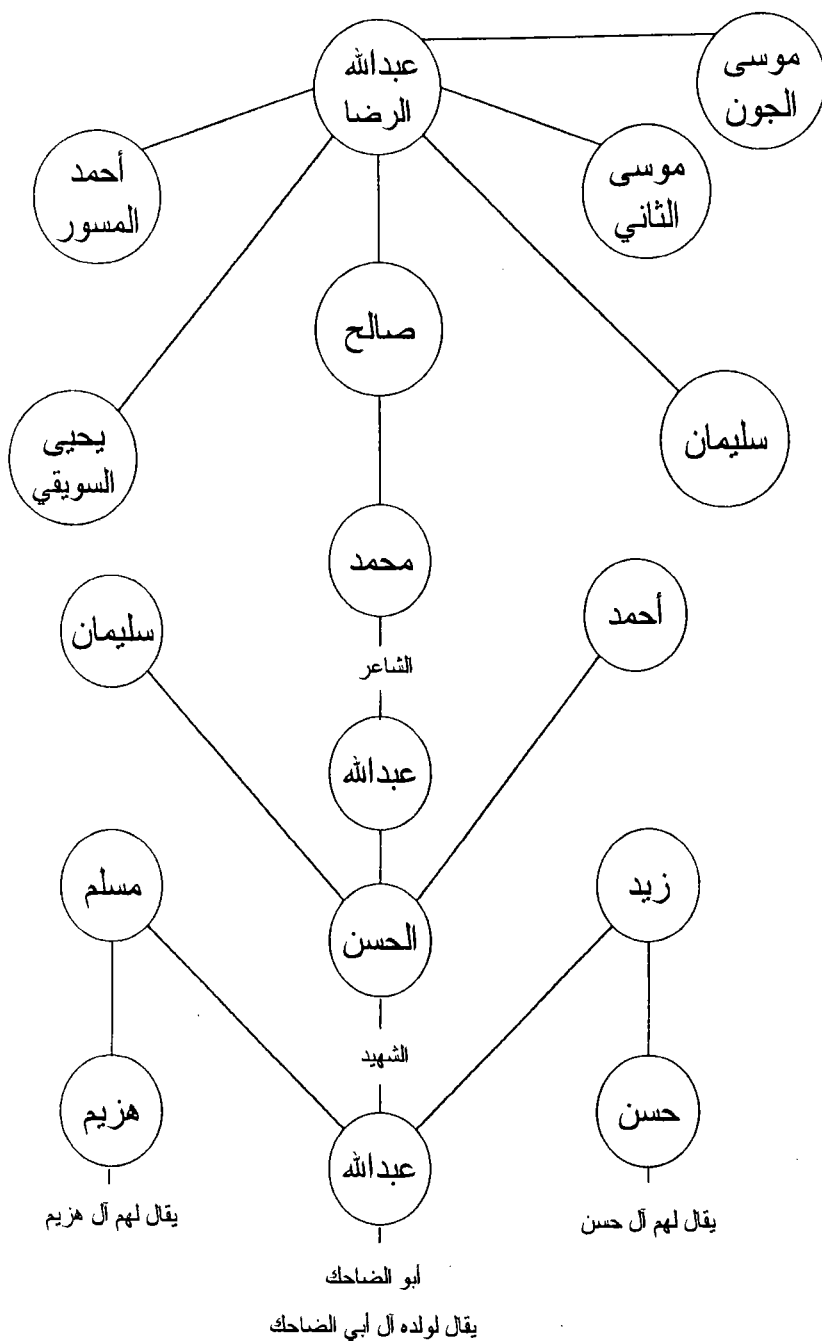 موسى
الجون
عبدالله
الرضا
موسى
الثاني
أحمد
المسور
صالح
سليمان
يحيى
السويقي
محمد
أحمد
سليمان
الشاعر
عبدالله
زيد
مسلم
الحسن
الشهيد
حسن
هزيم
عبدالله
يقال لهم آل حسن
يقال لهم آل هزيم
أبو الضاحك
يقال لولده آل أبي الضاحك